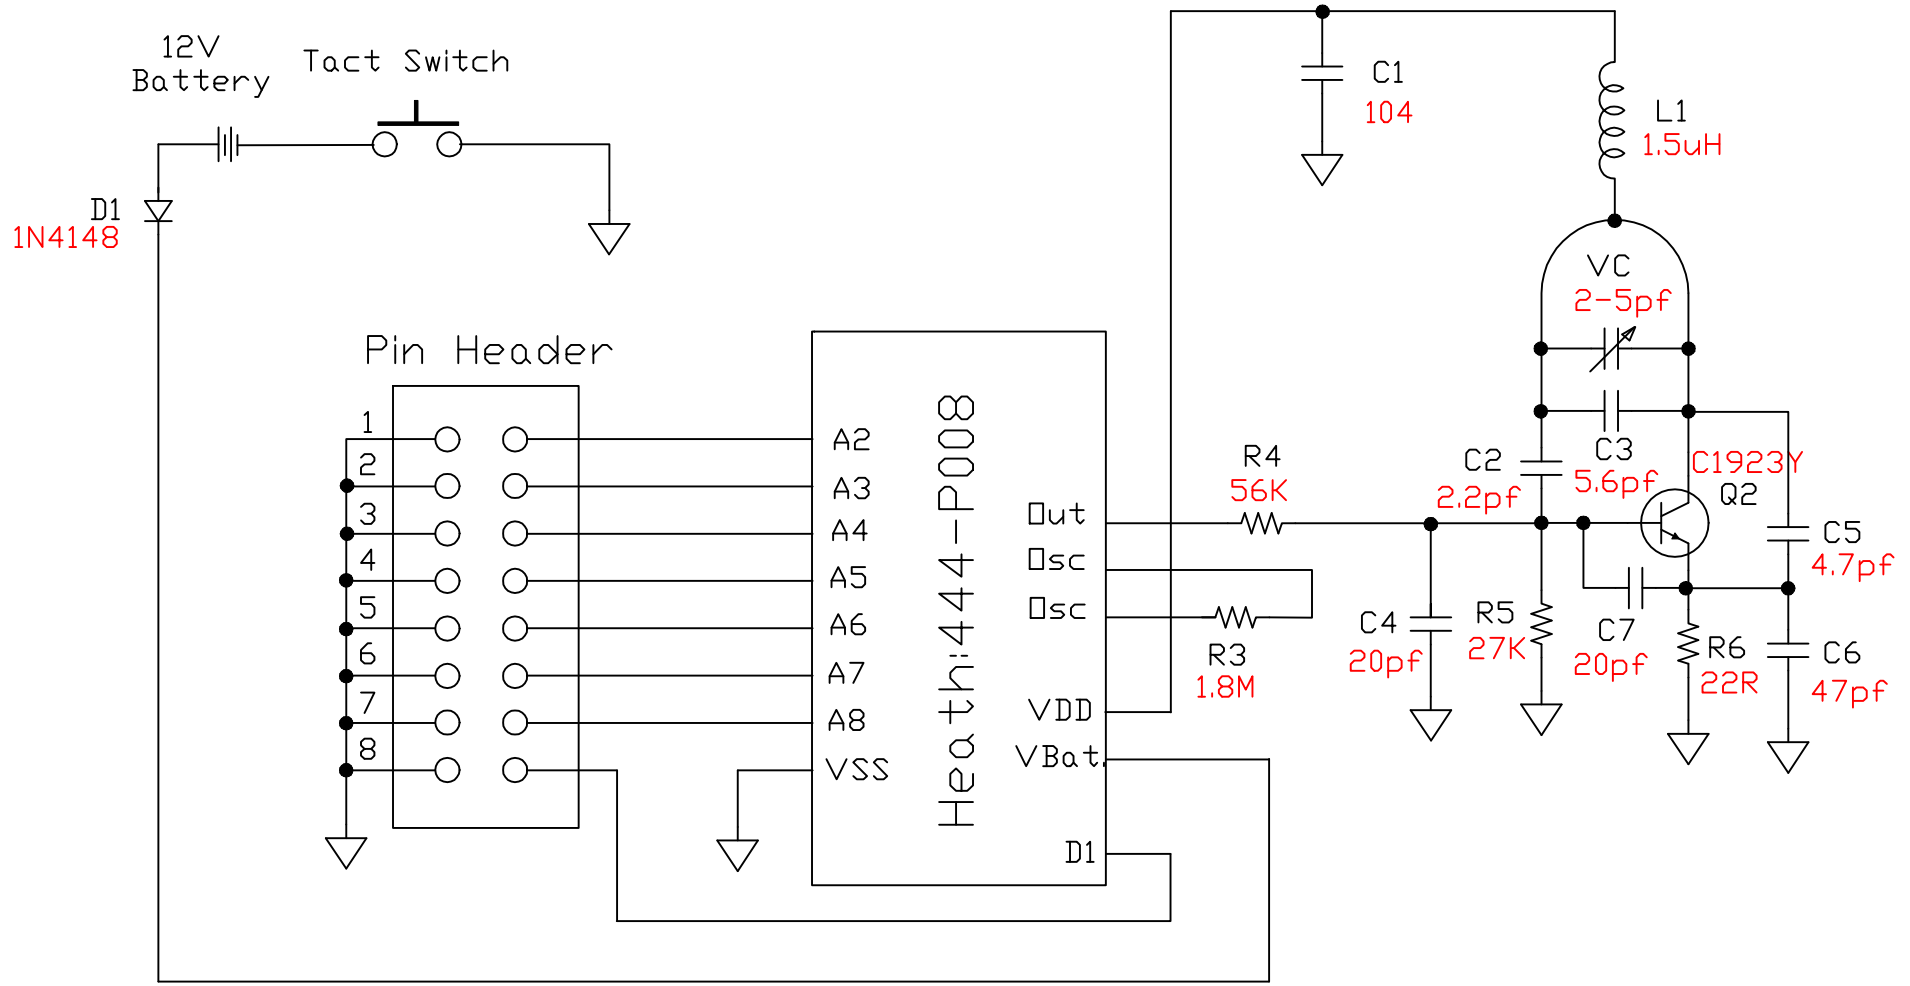 12V
Battery
Tact Switch
D1
1N4148
C1
104
L1
1.5uH
VC
2-5pf
Pin Header
1
2
3
4
5
6
7
8
A2
A3
A4
A5
A6
A7
A8
VSS
Out
Osc
Osc
VDD
VBat.
D1
R4
56K
R3
1.8M
C2
2.2pf
C3
5.6pf
C1923Y
Q2
C5
4.7pf
C4
20pf
R5
27K
C7
20pf
R6
22R
C6
47pf